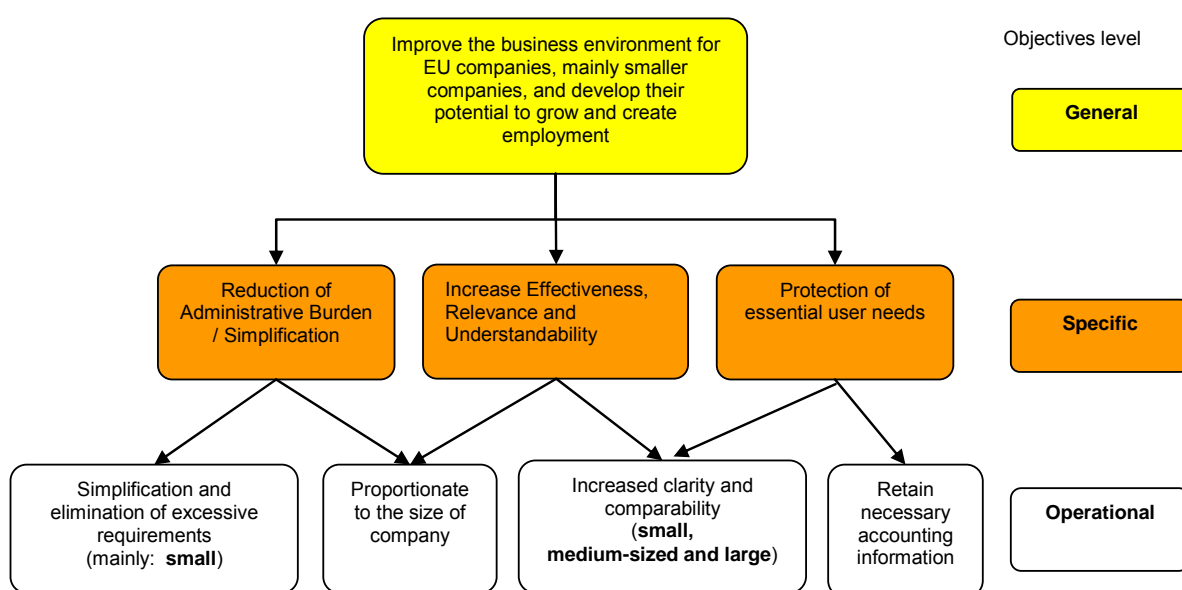 Improve the business environment for
EU companies, mainly smaller
companies, and develop their
potential to grow and create
employment
Objectives level
General
Reduction of
Administrative Burden
/ Simplification
Increase Effectiveness,
Relevance and
Understandability
Protection of
essential user needs
Specific
Simplification and
elimination of excessive
requirements
(mainly:  small)
Proportionate
to the size of
company
Increased clarity and
comparability
(small,
medium-sized and large)
Retain
necessary
accounting
information
Operational